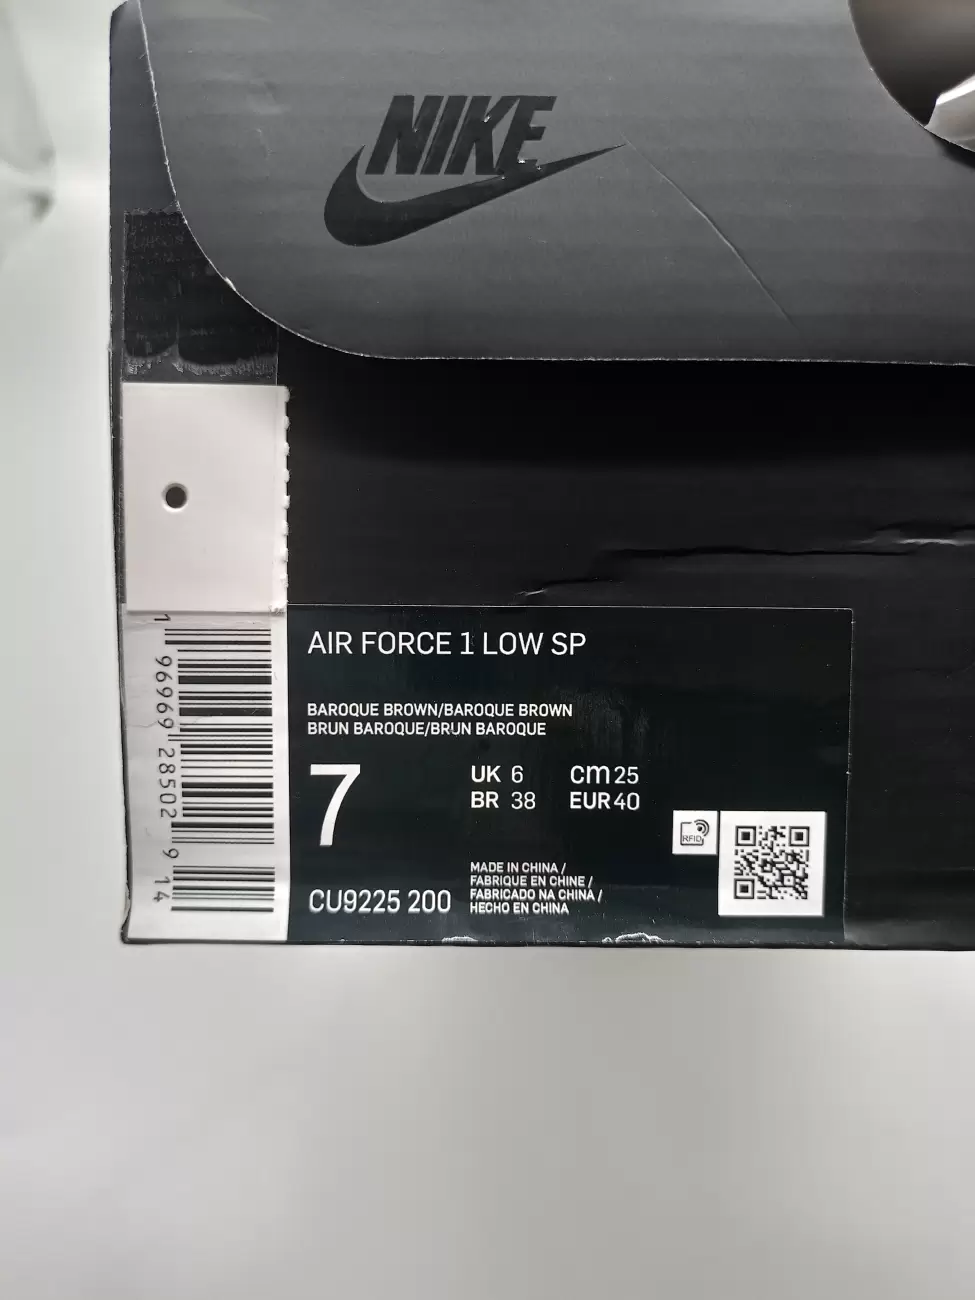 NIKE
AIR FORCE 1 LOW SP
BAROQUE BROWN/BAROQUE BROWN
BRUN BAROQUE/BRUN BAROQUE
7
UK 6
cm 25
BR 38
EUR 40
RFID
CU9225 200
MADE IN CHINA /
FABRIQUE EN CHINE /
FABRICADO NA CHINA /
HECHO EN CHINA
1 96969 28502 9 14